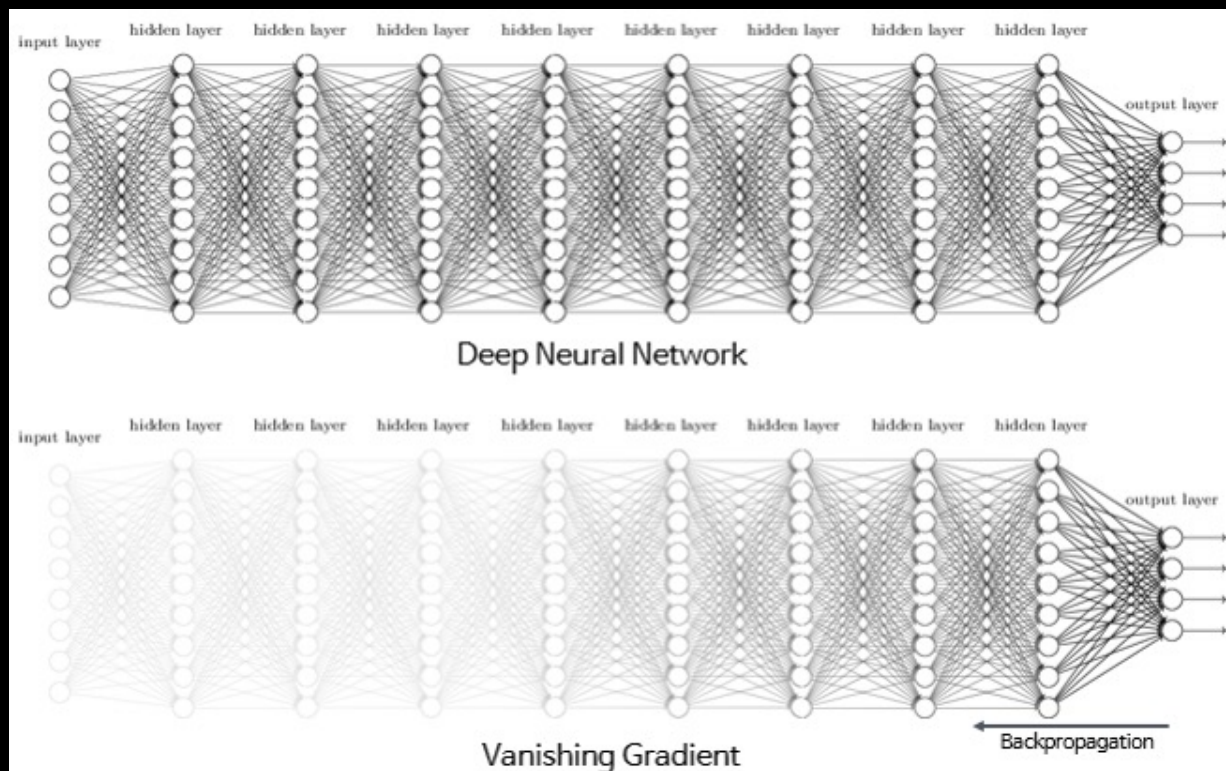 input layer
hidden layer hidden layer hidden layer hidden layer hidden layer hidden layer hidden layer hidden layer
output layer
Deep Neural Network
input layer
hidden layer hidden layer hidden layer hidden layer hidden layer hidden layer hidden layer hidden layer
output layer
Backpropagation
Vanishing Gradient